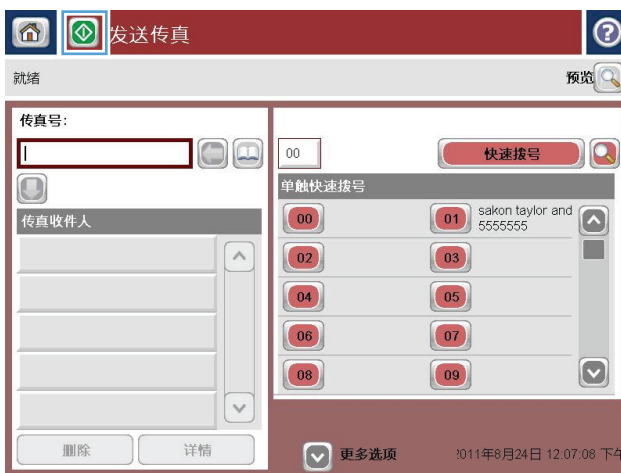 发送传真
就绪
预览
传真号:
00
快速拨号
单触快速拨号
传真收件人
00
01
sakon taylor and
5555555
02
03
04
05
06
07
08
09
删除
详情
更多选项
2011年8月24日 12:07:08 下午